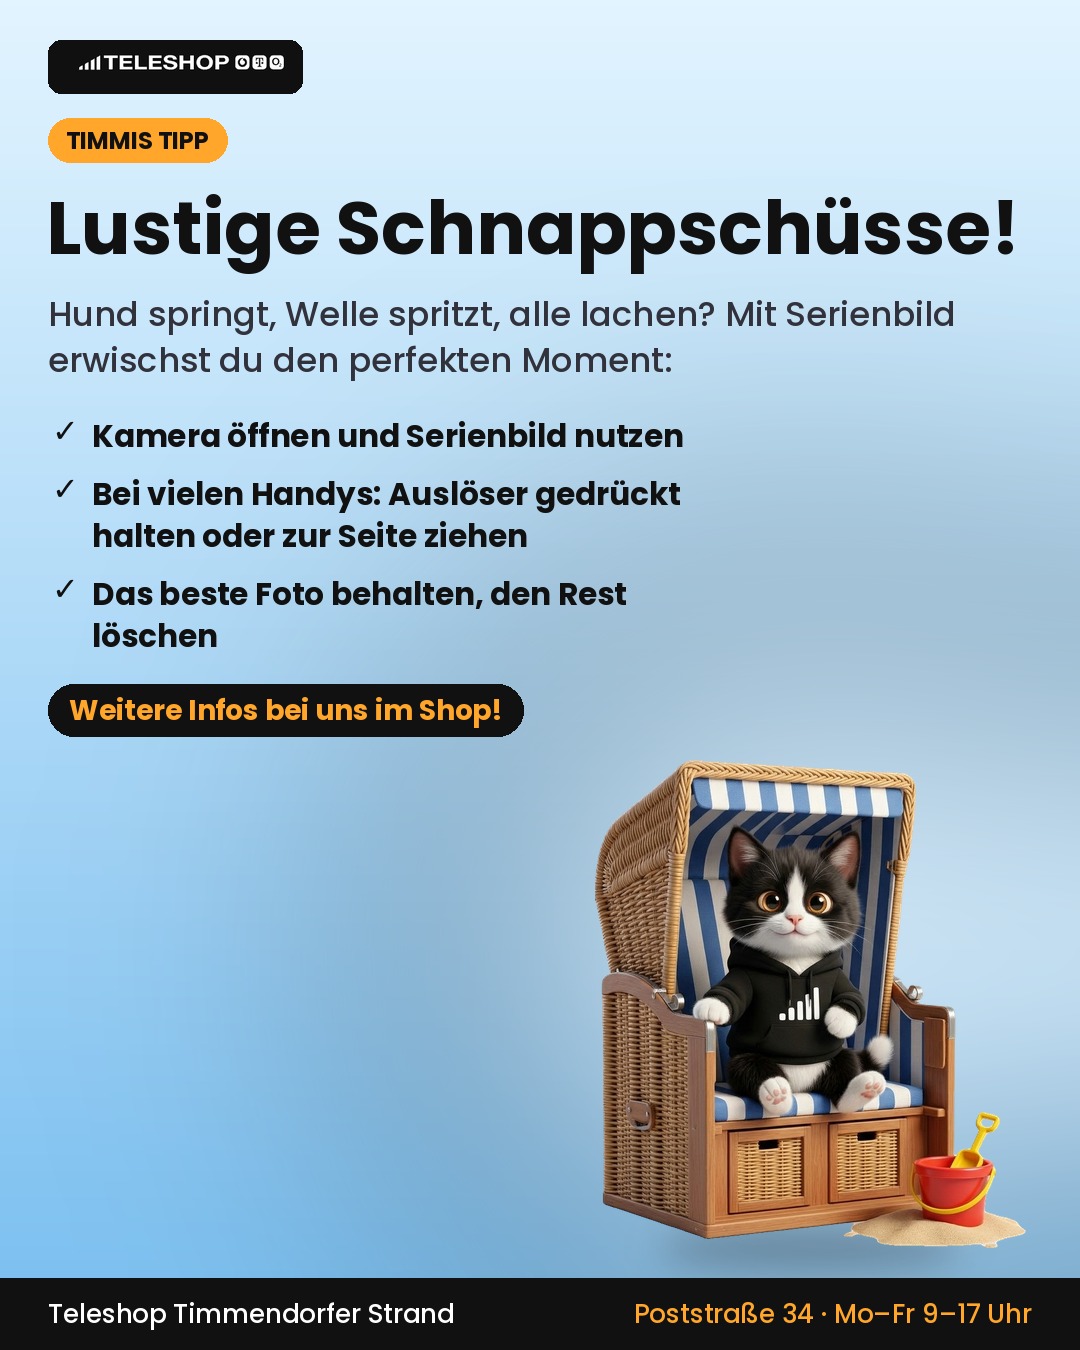 TELESHOP
TIMMIS TIPP
Lustige Schnappschüsse!
Hund springt, Welle spritzt, alle lachen? Mit Serienbild
erwischst du den perfekten Moment:
✓ Kamera öffnen und Serienbild nutzen
✓ Bei vielen Handys: Auslöser gedrückt
halten oder zur Seite ziehen
✓ Das beste Foto behalten, den Rest
löschen
Weitere Infos bei uns im Shop!
Teleshop Timmendorfer Strand
Poststraße 34 · Mo–Fr 9–17 Uhr